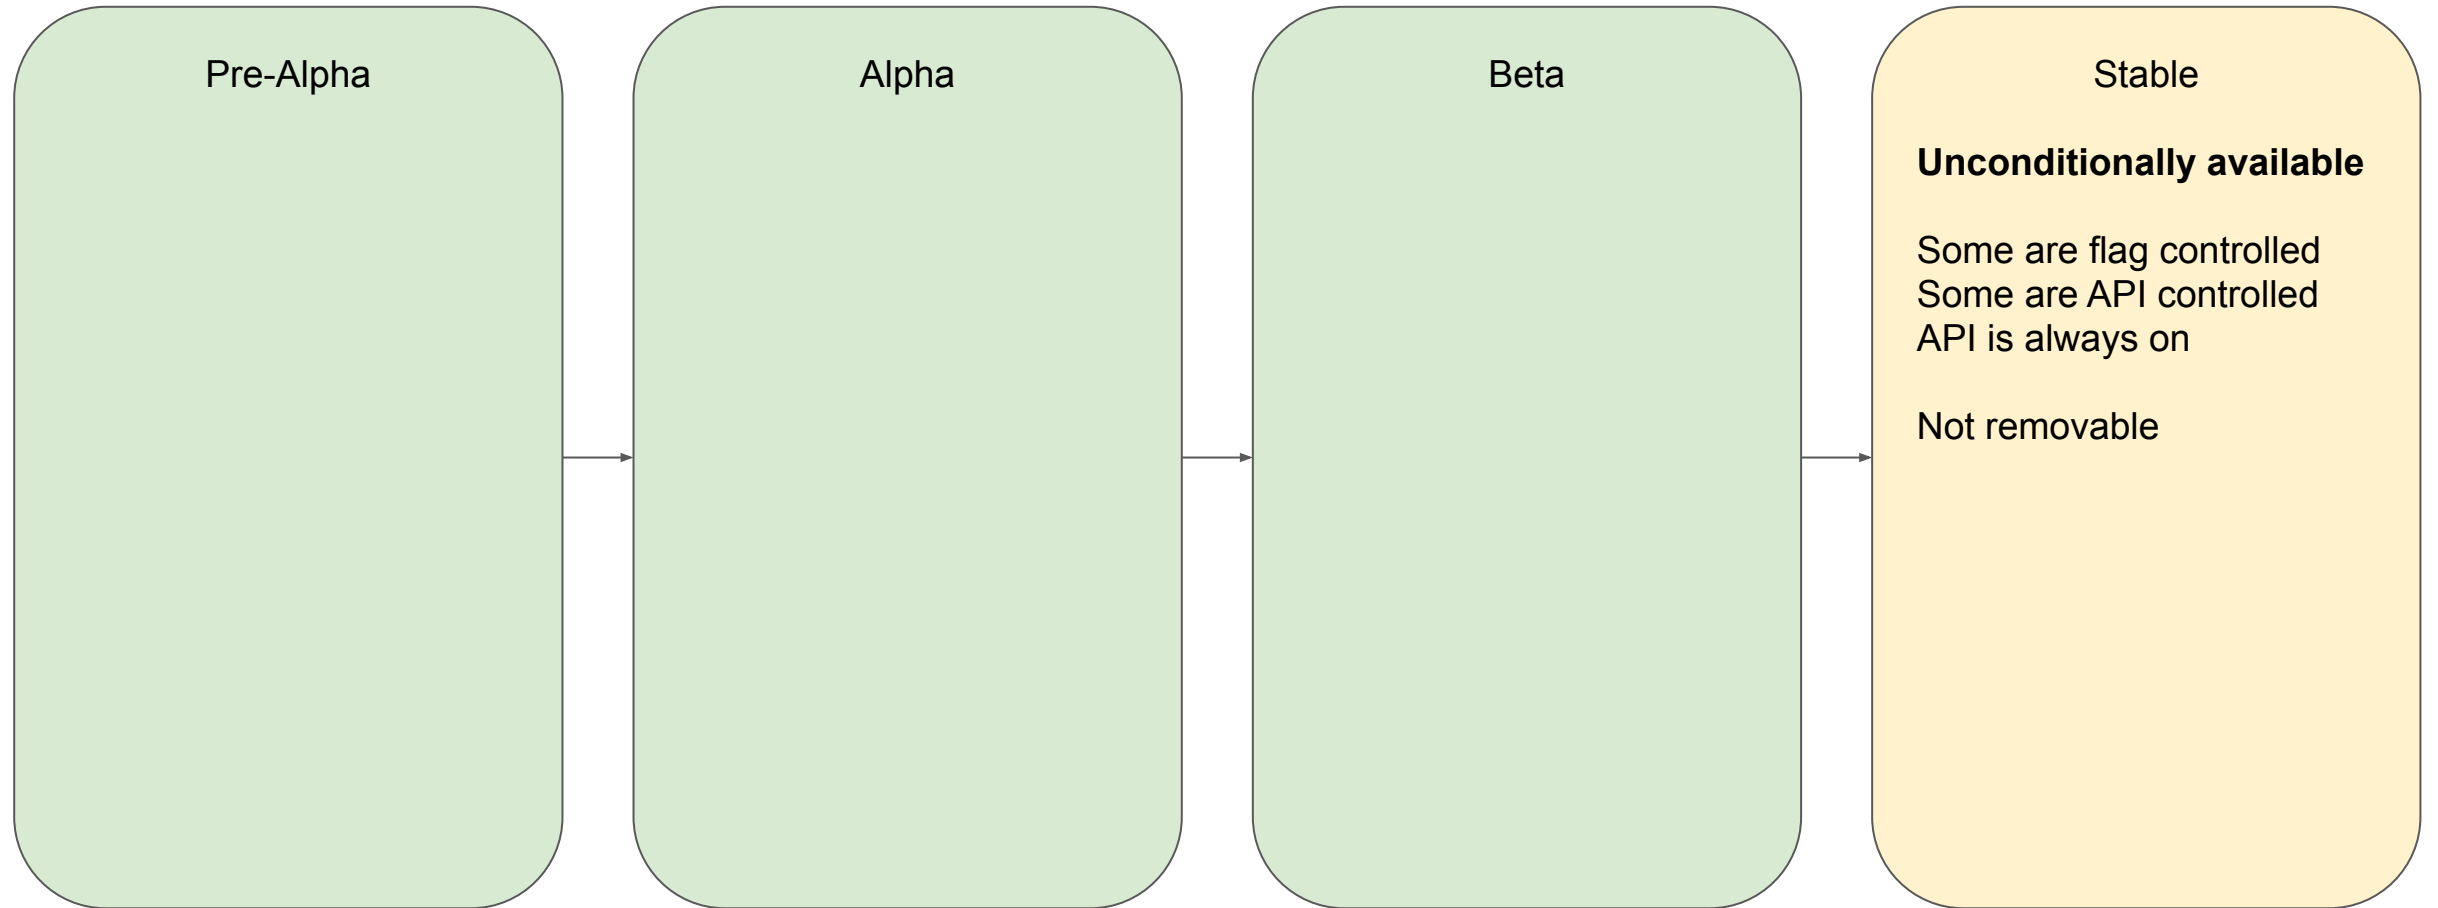 Pre-Alpha
Alpha
Beta
Stable
Unconditionally available
Some are flag controlled
Some are API controlled
API is always on
Not removable